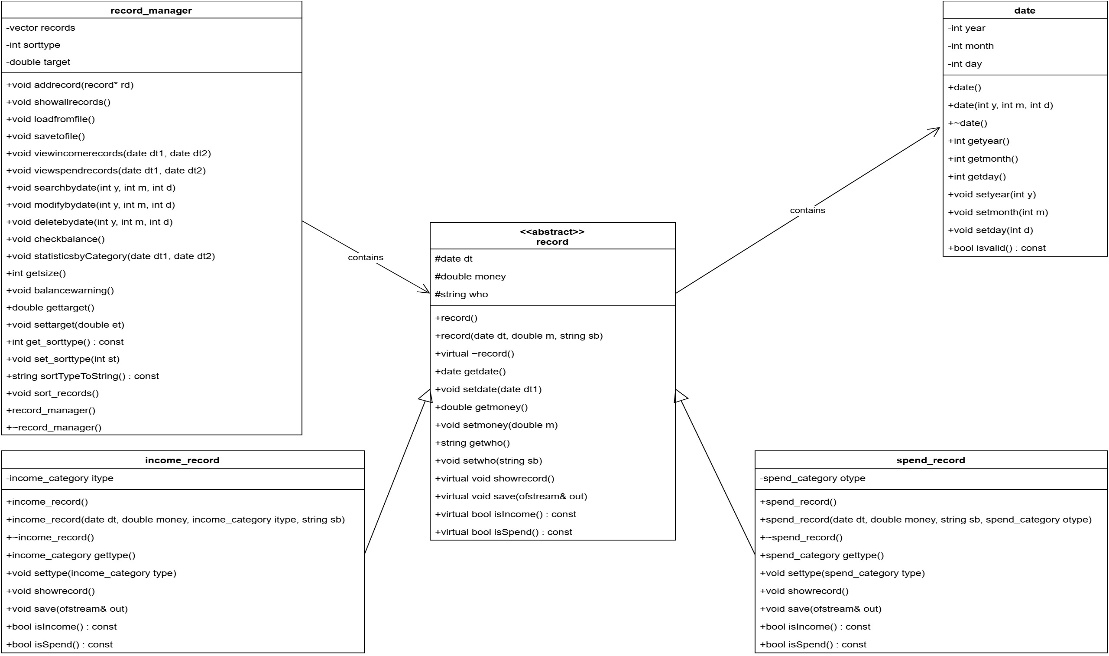 record_manager
-vector records
-int sorttype
-double target
+void addrecord(record* rd)
+void showallrecords()
+void loadfromfile()
+void savetofile()
+void viewincomerecords(date dt1, date dt2)
+void viewspendrecords(date dt1, date dt2)
+void searchbydate(int y, int m, int d)
+void modifybydate(int y, int m, int d)
+void deletebydate(int y, int m, int d)
+void checkbalance()
+void statisticsbyCategory(date dt1, date dt2)
+int getsize()
+void balancewarning()
+double gettarget()
+void settarget(double et)
+int get_sorttype() : const
+void set_sorttype(int st)
+string sortTypeToString() : const
+void sort_records()
+record_manager()
+~record_manager()
contains
<<abstract>>
record
#date dt
#double money
#string who
+record()
+record(date dt, double m, string sb)
+virtual ~record()
+date getdate()
+void setdate(date dt1)
+double getmoney()
+void setmoney(double m)
+string getwho()
+void setwho(string sb)
+virtual void showrecord()
+virtual void save(ofstream& out)
+virtual bool isIncome() : const
+virtual bool isSpend() : const
contains
date
-int year
-int month
-int day
+date()
+date(int y, int m, int d)
+~date()
+int getyear()
+int getmonth()
+int getday()
+void setyear(int y)
+void setmonth(int m)
+void setday(int d)
+bool isvalid() : const
income_record
-income_category itype
+income_record()
+income_record(date dt, double money, income_category itype, string sb)
+~income_record()
+income_category gettype()
+void settype(income_category type)
+void showrecord()
+void save(ofstream& out)
+bool isIncome() : const
+bool isSpend() : const
spend_record
-spend_category otype
+spend_record()
+spend_record(date dt, double money, string sb, spend_category otype)
+~spend_record()
+spend_category gettype()
+void settype(spend_category type)
+void showrecord()
+void save(ofstream& out)
+bool isIncome() : const
+bool isSpend() : const